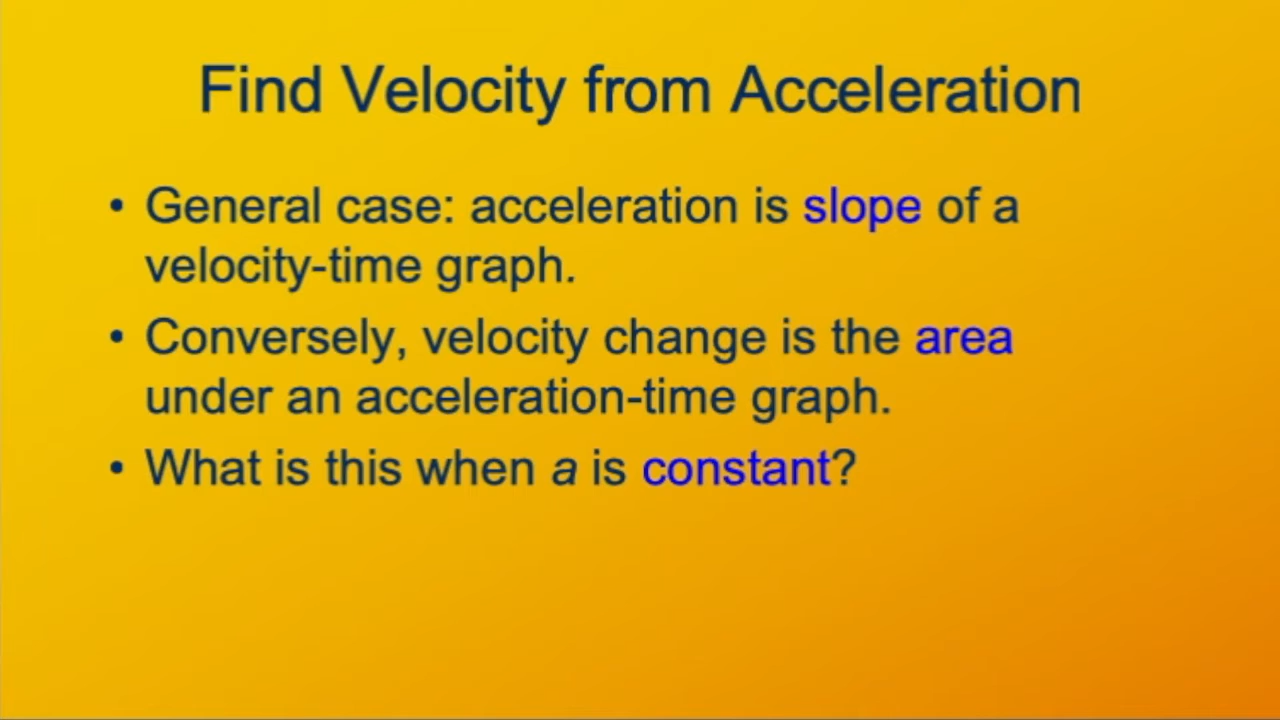 Find Velocity from Acceleration
• General case: acceleration is slope of a
velocity-time graph.
• Conversely, velocity change is the area
under an acceleration-time graph.
• What is this when a is constant?